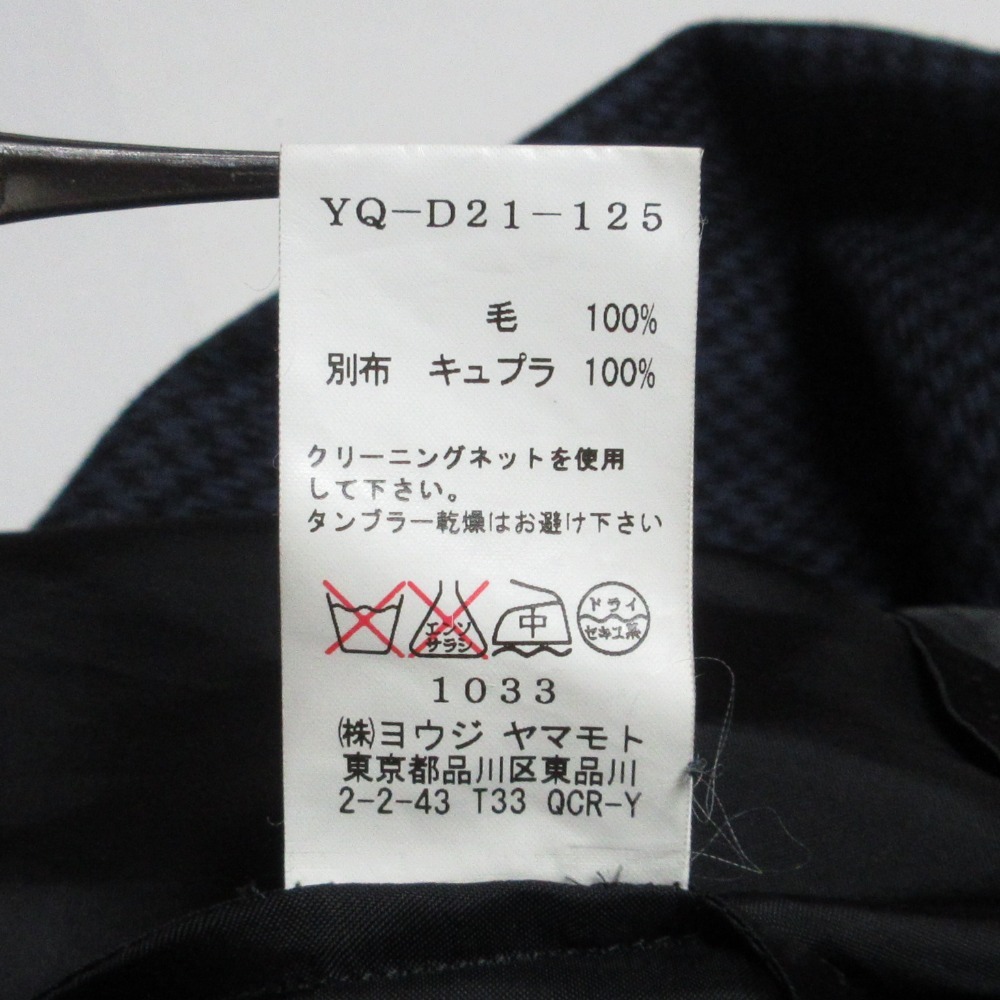 YQ-D21-125
毛 100%
別布 キュプラ 100%
クリーニングネットを使用
して下さい。
タンブラー乾燥はお避け下さい
エンソ
サラシ
中
ドライ
セキユ系
1033
㈱ヨウジ ヤマモト
東京都品川区東品川
2-2-43 T33 QCR-Y